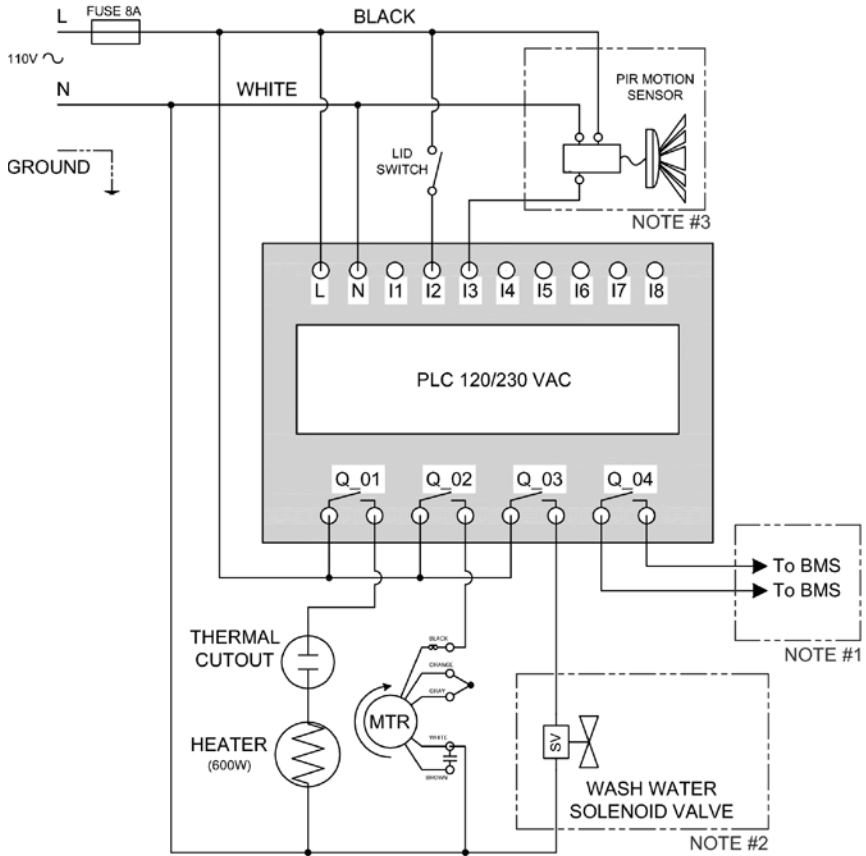 L
FUSE 8A
BLACK
110V
N
WHITE
GROUND
LID
SWITCH
PIR MOTION
SENSOR
NOTE #3
L N I1 I2 I3 I4 I5 I6 I7 I8
PLC 120/230 VAC
Q_01 Q_02 Q_03 Q_04
To BMS
To BMS
NOTE #1
THERMAL
CUTOUT
BLACK
ORANGE
GRAY
MTR
WHITE
BROWN
HEATER
(600W)
SV
WASH WATER
SOLENOID VALVE
NOTE #2